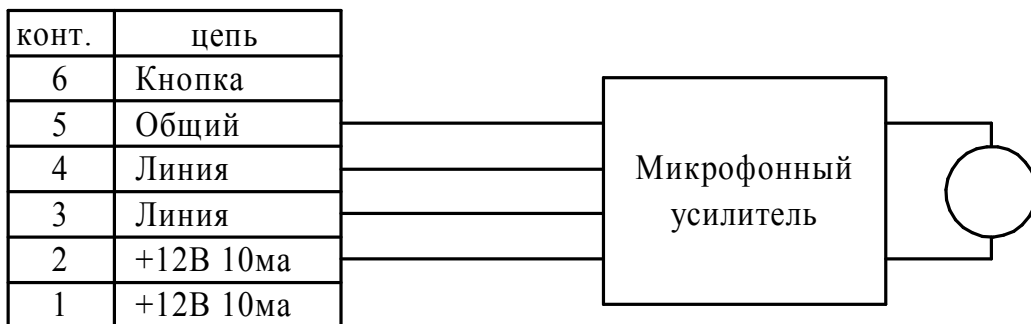 конт. цепь
6 Кнопка
5 Общий
4 Линия
3 Линия
2 +12В 10ма
1 +12В 10ма
Микрофонный
усилитель